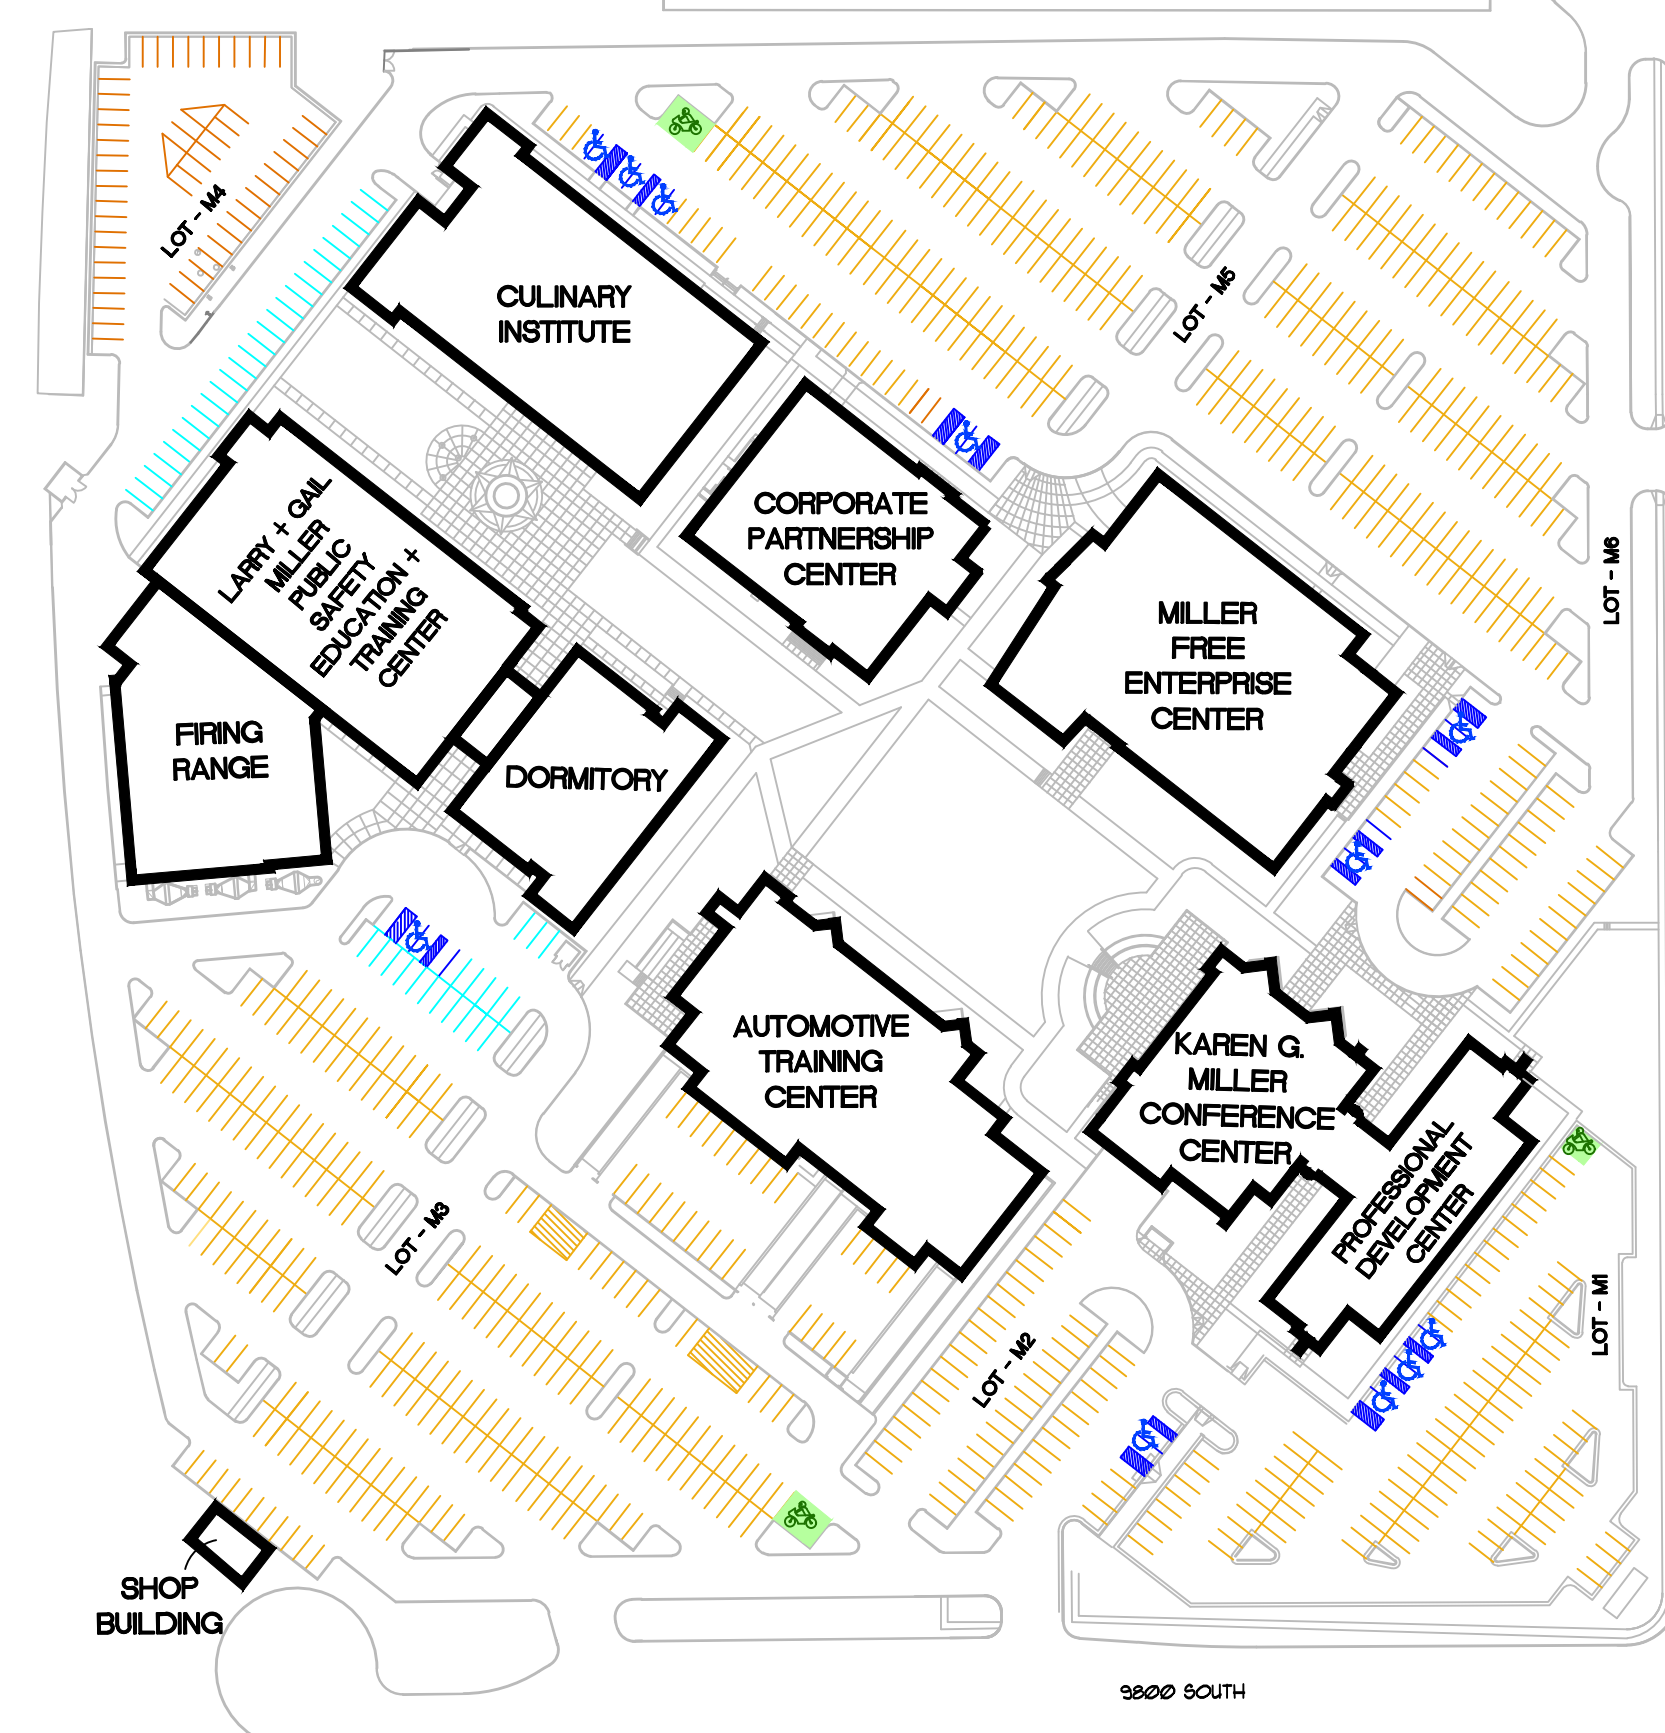 LOT - M4
CULINARY
INSTITUTE
LOT - M5
CORPORATE
PARTNERSHIP
CENTER
LARRY + GAIL
MILLER
PUBLIC
SAFETY
EDUCATION +
TRAINING
CENTER
LOT - M6
MILLER
FREE
ENTERPRISE
CENTER
FIRING
RANGE
DORMITORY
AUTOMOTIVE
TRAINING
CENTER
KAREN G.
MILLER
CONFERENCE
CENTER
PROFESSIONAL
DEVELOPMENT
CENTER
LOT - M3
LOT - M1
LOT - M2
SHOP
BUILDING
9800 SOUTH